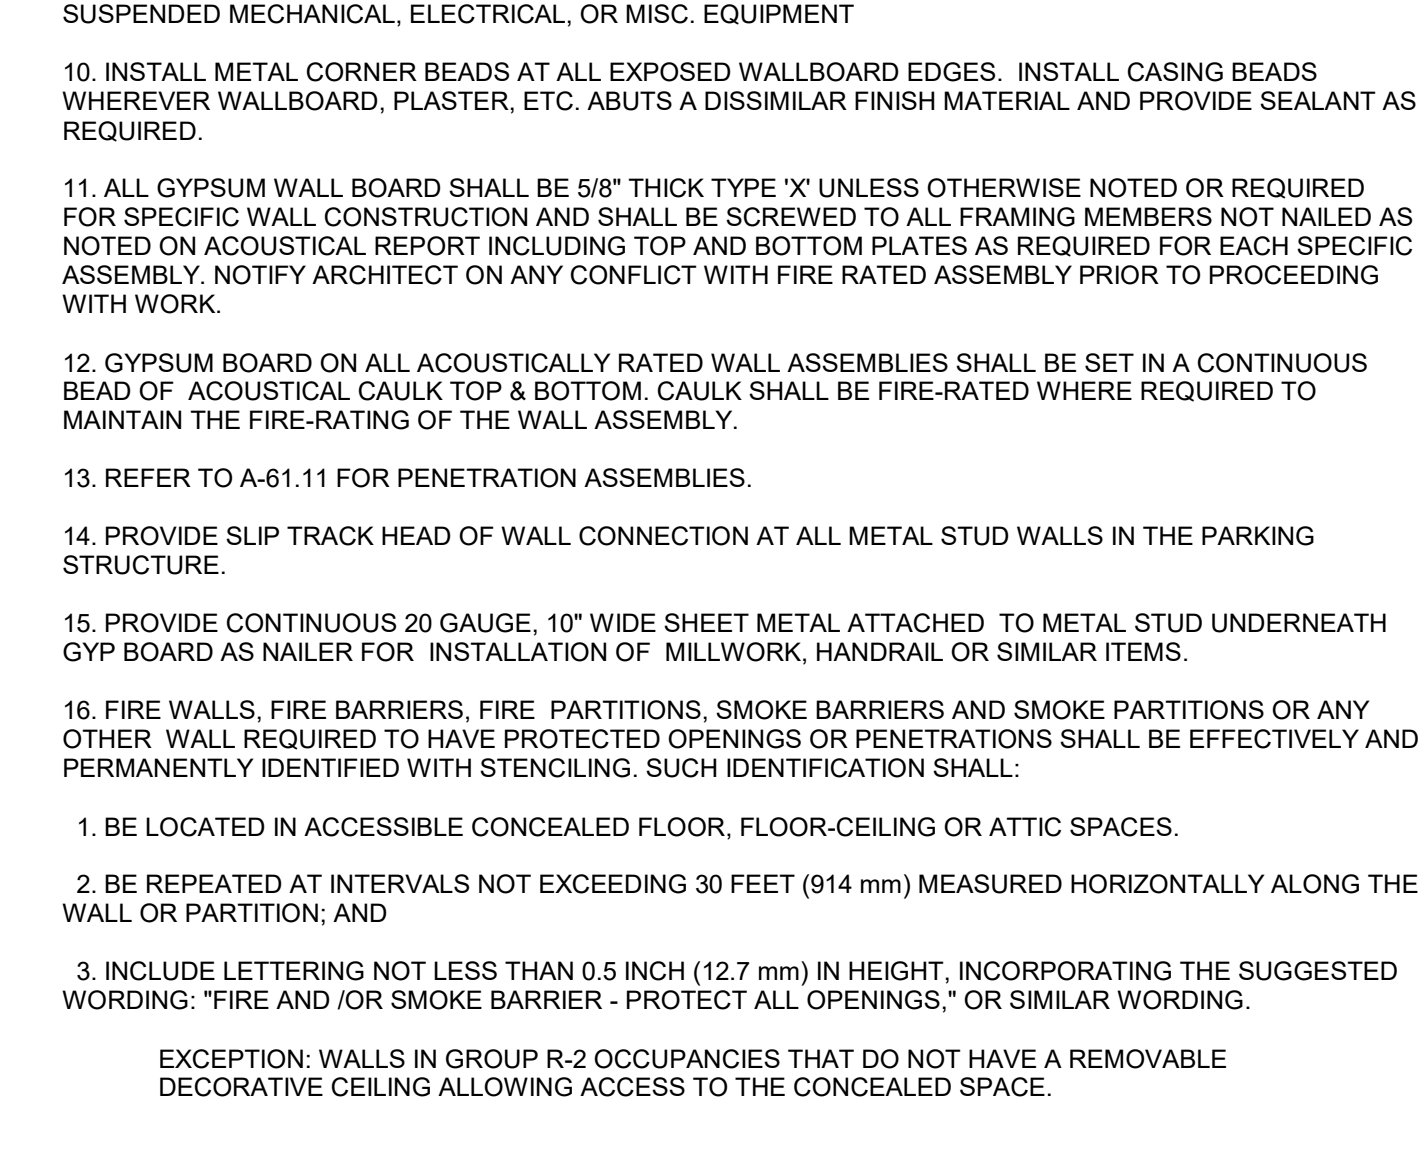 SUSPENDED MECHANICAL, ELECTRICAL, OR MISC. EQUIPMENT
10. INSTALL METAL CORNER BEADS AT ALL EXPOSED WALLBOARD EDGES.  INSTALL CASING BEADS
WHEREVER WALLBOARD, PLASTER, ETC. ABUTS A DISSIMILAR FINISH MATERIAL AND PROVIDE SEALANT AS
REQUIRED.
11. ALL GYPSUM WALL BOARD SHALL BE 5/8" THICK TYPE 'X' UNLESS OTHERWISE NOTED OR REQUIRED
FOR SPECIFIC WALL CONSTRUCTION AND SHALL BE SCREWED TO ALL FRAMING MEMBERS NOT NAILED AS
NOTED ON ACOUSTICAL REPORT INCLUDING TOP AND BOTTOM PLATES AS REQUIRED FOR EACH SPECIFIC
ASSEMBLY. NOTIFY ARCHITECT ON ANY CONFLICT WITH FIRE RATED ASSEMBLY PRIOR TO PROCEEDING
WITH WORK.
12. GYPSUM BOARD ON ALL ACOUSTICALLY RATED WALL ASSEMBLIES SHALL BE SET IN A CONTINUOUS
BEAD OF  ACOUSTICAL CAULK TOP & BOTTOM. CAULK SHALL BE FIRE-RATED WHERE REQUIRED TO
MAINTAIN THE FIRE-RATING OF THE WALL ASSEMBLY.
13. REFER TO A-61.11 FOR PENETRATION ASSEMBLIES.
14. PROVIDE SLIP TRACK HEAD OF WALL CONNECTION AT ALL METAL STUD WALLS IN THE PARKING
STRUCTURE.
15. PROVIDE CONTINUOUS 20 GAUGE, 10" WIDE SHEET METAL ATTACHED  TO METAL STUD UNDERNEATH
GYP BOARD AS NAILER FOR  INSTALLATION OF  MILLWORK, HANDRAIL OR SIMILAR ITEMS.
16. FIRE WALLS, FIRE BARRIERS, FIRE  PARTITIONS, SMOKE BARRIERS AND SMOKE PARTITIONS OR ANY
OTHER  WALL REQUIRED TO HAVE PROTECTED OPENINGS OR PENETRATIONS SHALL BE EFFECTIVELY AND
PERMANENTLY IDENTIFIED WITH STENCILING. SUCH IDENTIFICATION SHALL:
1. BE LOCATED IN ACCESSIBLE CONCEALED FLOOR, FLOOR-CEILING OR ATTIC SPACES.
2. BE REPEATED AT INTERVALS NOT EXCEEDING 30 FEET (914 mm) MEASURED HORIZONTALLY ALONG THE
WALL OR PARTITION; AND
3. INCLUDE LETTERING NOT LESS THAN 0.5 INCH (12.7 mm) IN HEIGHT, INCORPORATING THE SUGGESTED
WORDING: "FIRE AND /OR SMOKE BARRIER - PROTECT ALL OPENINGS," OR SIMILAR WORDING.
EXCEPTION: WALLS IN GROUP R-2 OCCUPANCIES THAT DO NOT HAVE A REMOVABLE
DECORATIVE CEILING ALLOWING ACCESS TO THE CONCEALED SPACE.